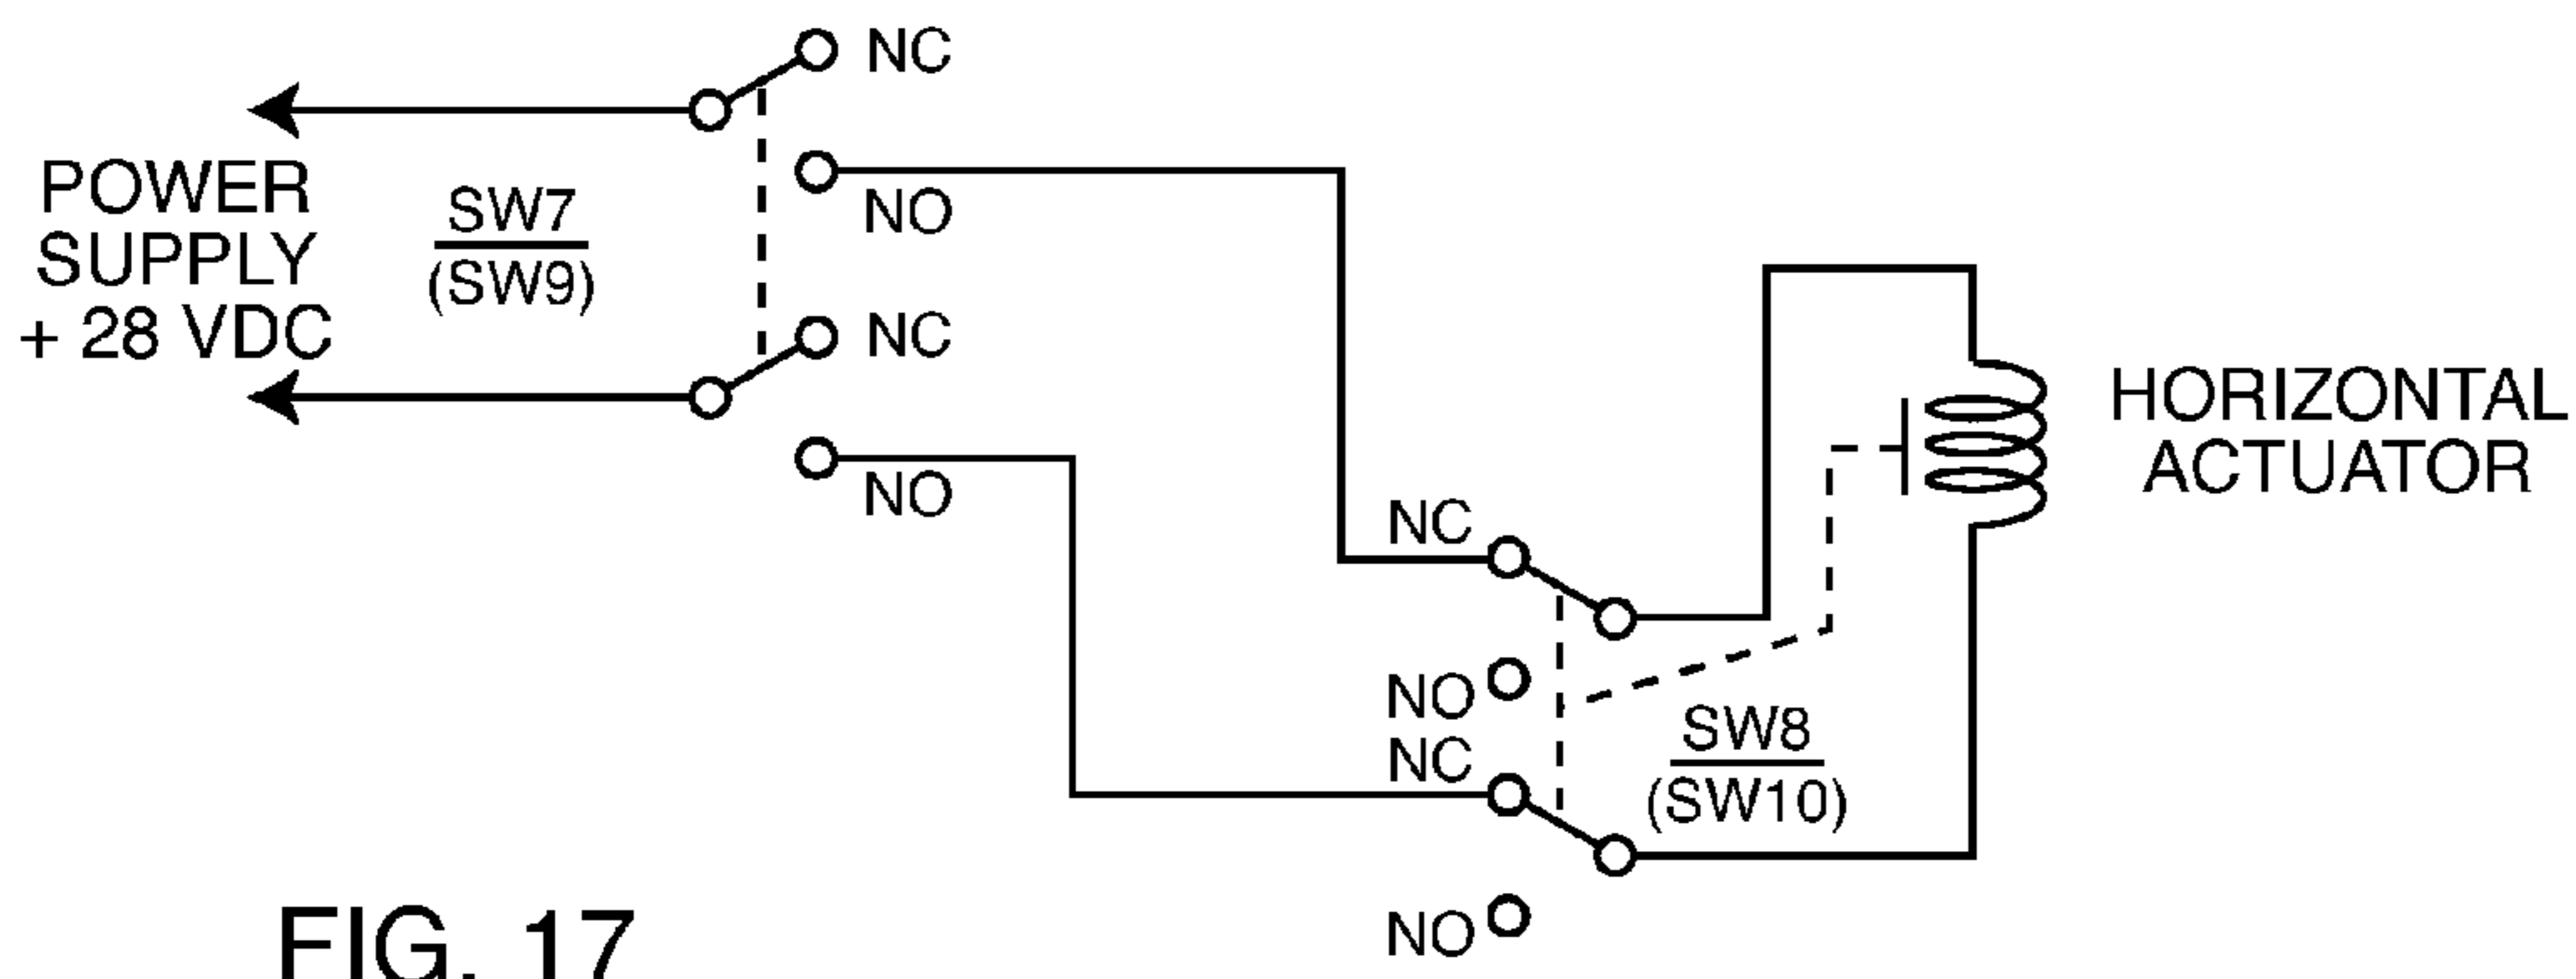 NC
POWER
SUPPLY
+ 28 VDC
SW7
(SW9)
NO
NC
NO
HORIZONTAL
ACTUATOR
NC
NO
NC
SW8
(SW10)
NO
FIG. 17